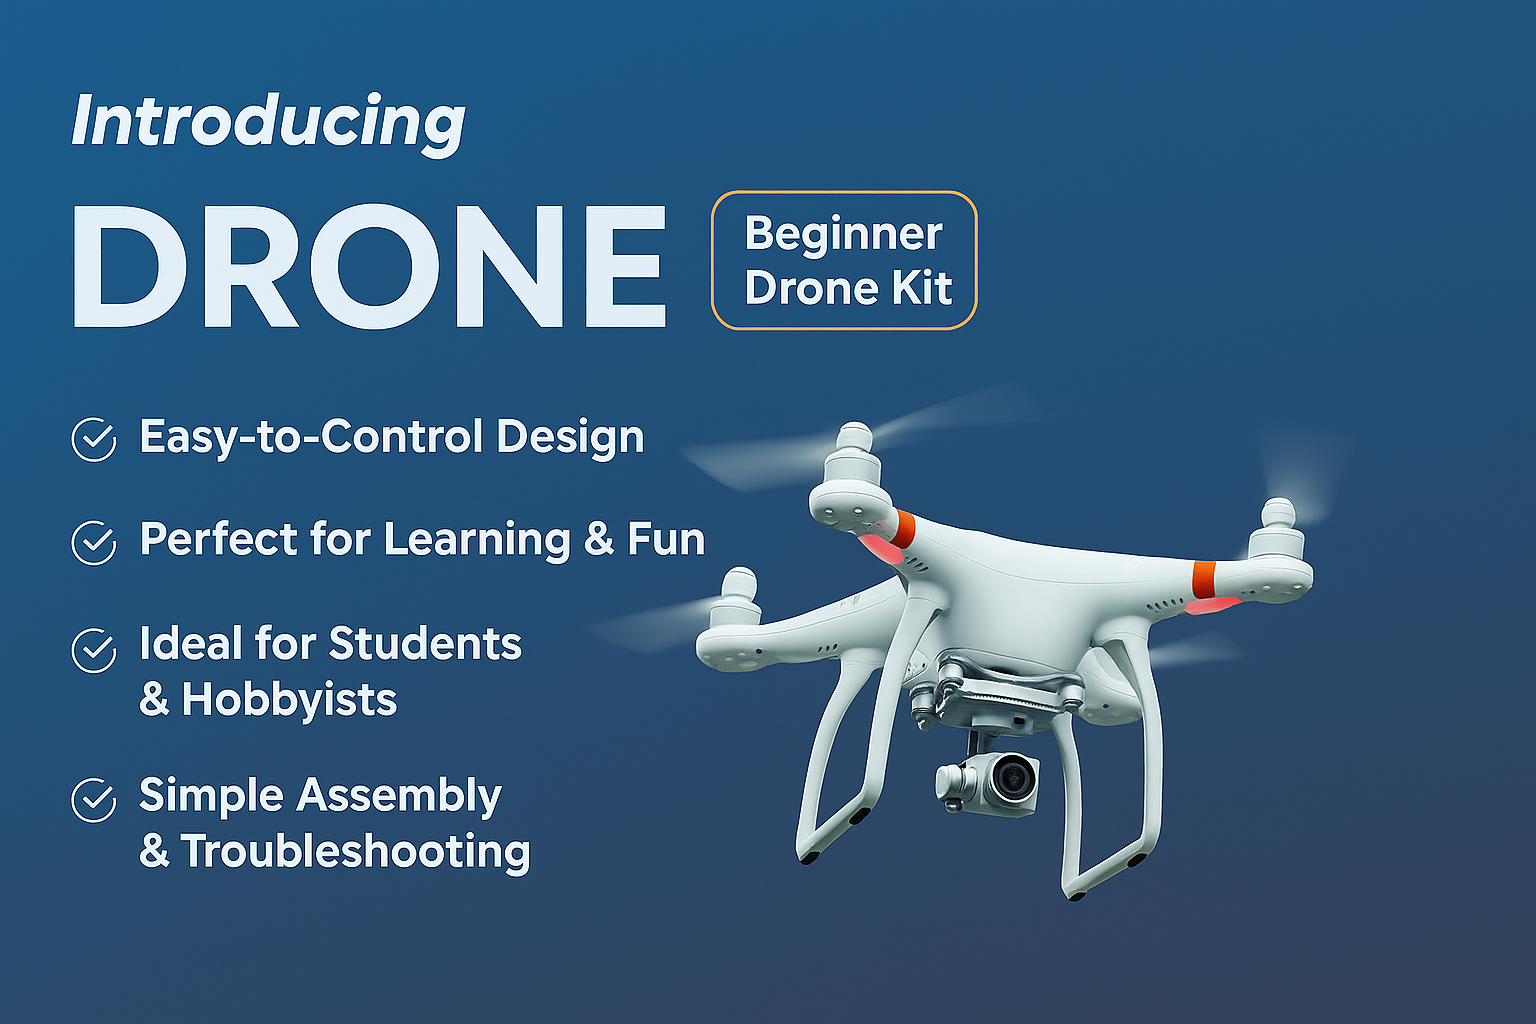 Introducing
DRONE
Beginner
Drone Kit
Easy-to-Control Design
Perfect for Learning & Fun
Ideal for Students
& Hobbyists
Simple Assembly
& Troubleshooting